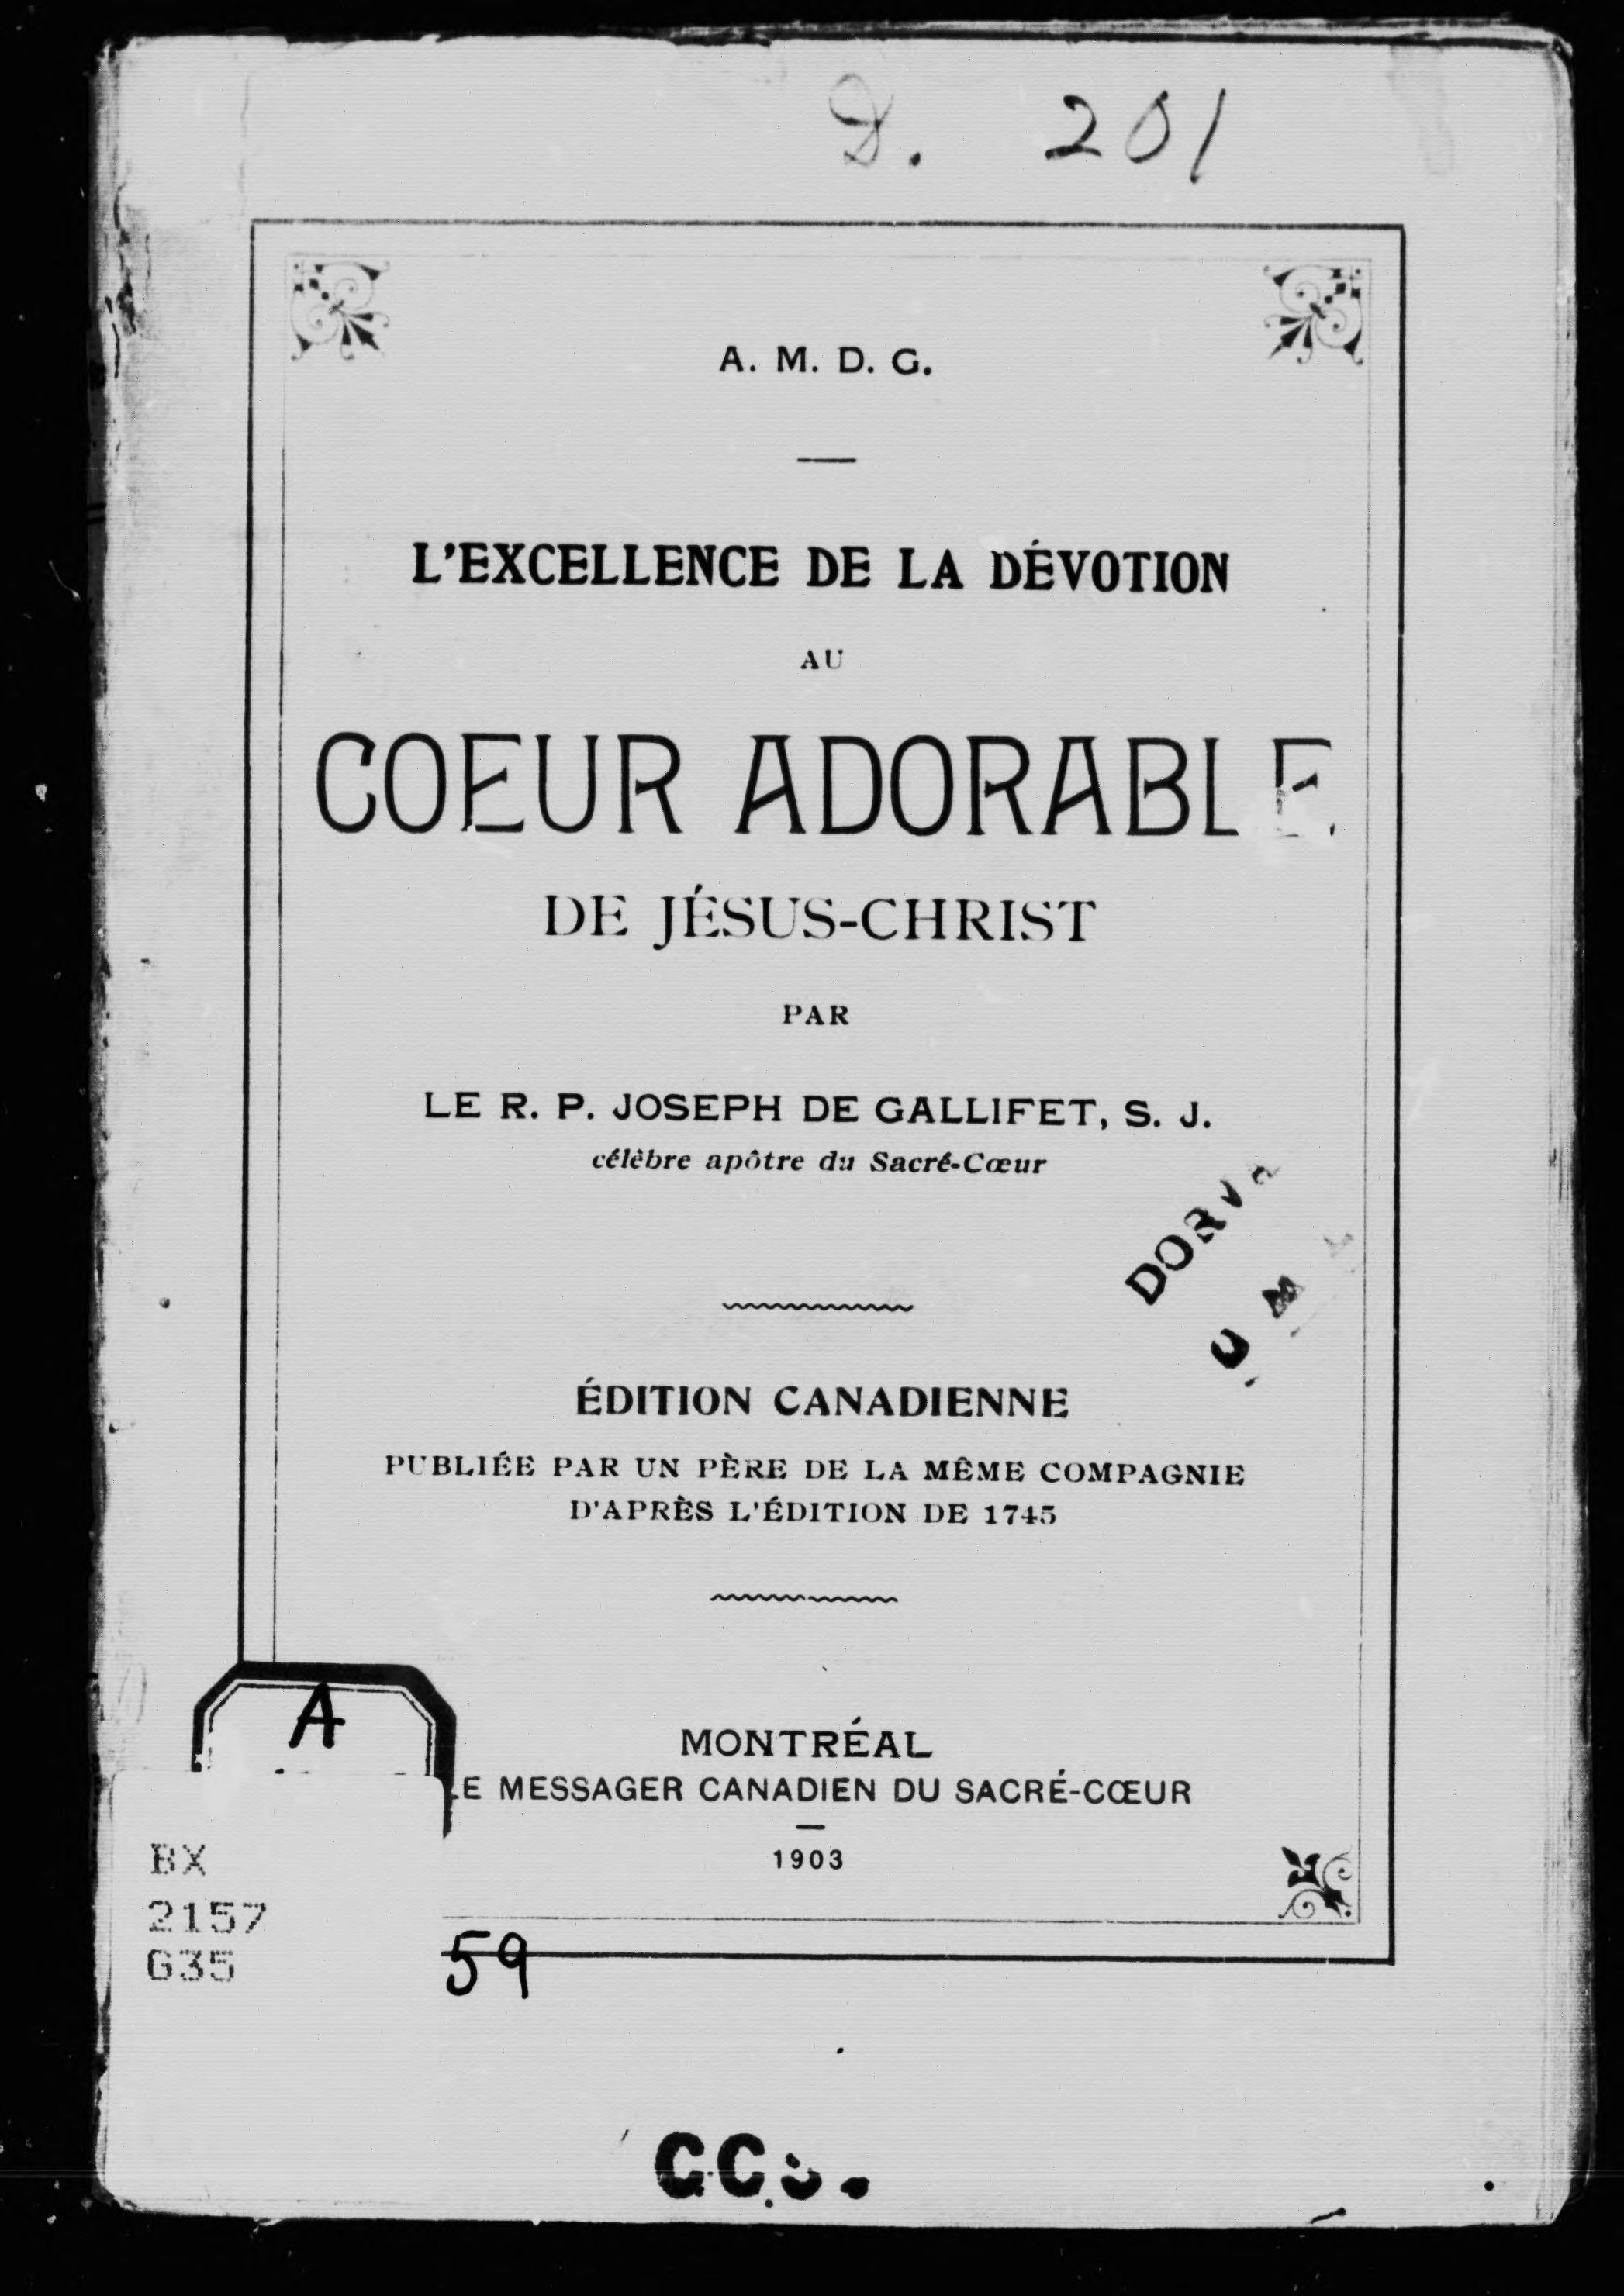 D. 201
A. M. D. G.
L'EXCELLENCE DE LA DÉVOTION
AU
COEUR ADORABLE
DE JÉSUS-CHRIST
PAR
LE R. P. JOSEPH DE GALLIFET, S. J.
célèbre apôtre du Sacré-Cœur
ÉDITION CANADIENNE
PUBLIÉE PAR UN PÈRE DE LA MÊME COMPAGNIE
D'APRÈS L'ÉDITION DE 1745
A
MONTRÉAL
LE MESSAGER CANADIEN DU SACRÉ-CŒUR
1903
BX
2157
G35
59